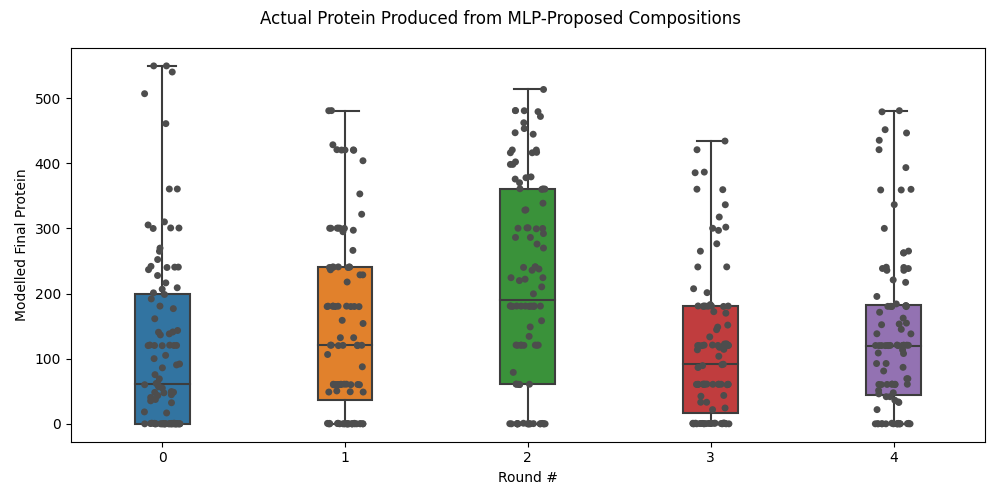 Actual Protein Produced from MLP-Proposed Compositions
500
400
300
200
100
0
Modelled Final Protein
0 1 2 3 4
Round #